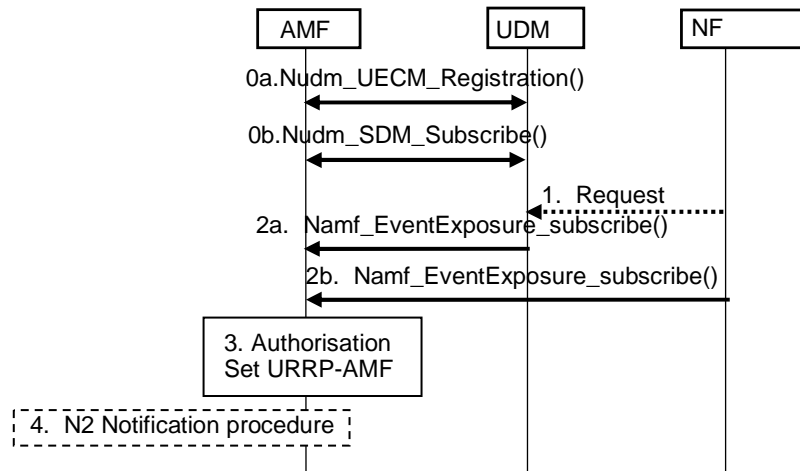 AMF
UDM
NF
0a.Nudm_UECM_Registration()
0b.Nudm_SDM_Subscribe()
1. Request
2a. Namf_EventExposure_subscribe()
2b. Namf_EventExposure_subscribe()
3. Authorisation
Set URRP-AMF
4. N2 Notification procedure